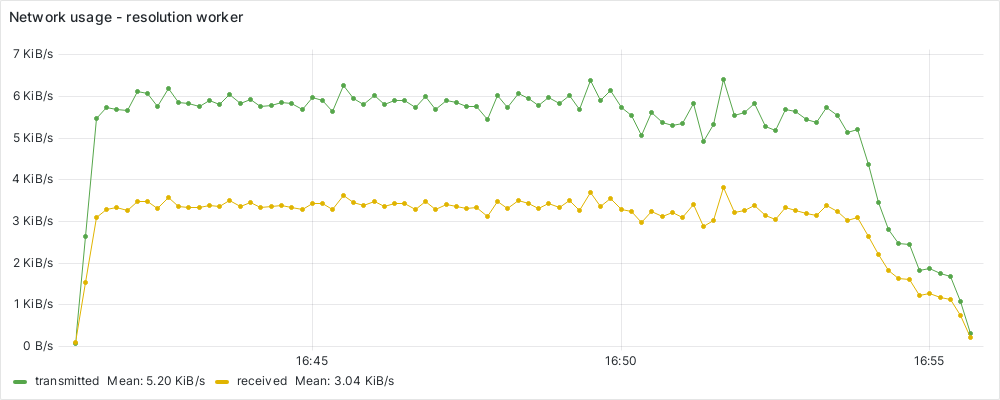 Network usage - resolution worker
7 KiB/s
6 KiB/s
5 KiB/s
4 KiB/s
3 KiB/s
2 KiB/s
1 KiB/s
0 B/s
16:45 16:50 16:55
transmitted Mean: 5.20 KiB/s received Mean: 3.04 KiB/s